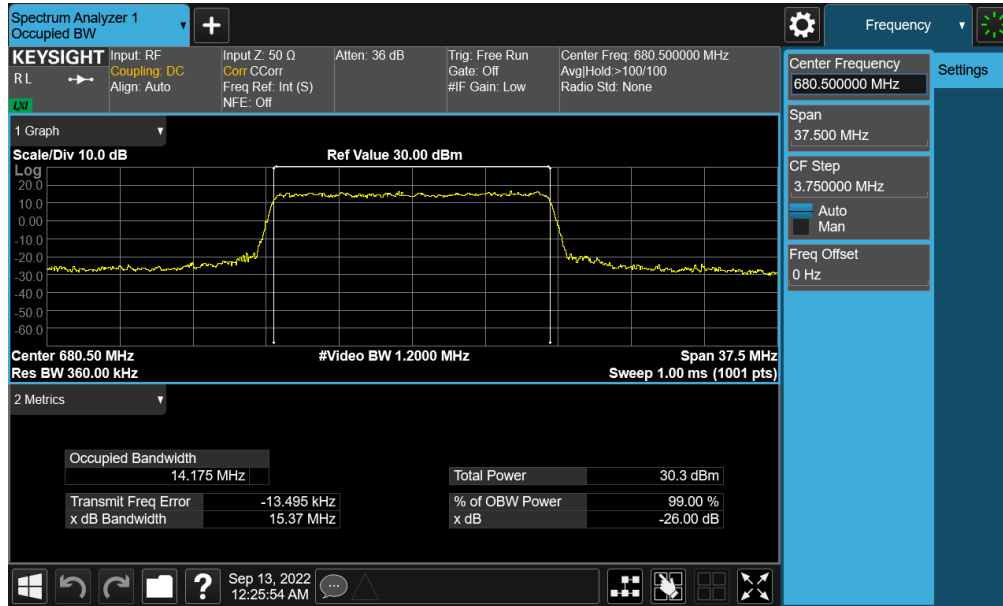 Spectrum Analyzer 1
Occupied BW
+
Frequency
KEYSIGHT
R L
LXI
Input: RF
Coupling: DC
Align: Auto
Input Z: 50 Ω
Corr CCorr
Freq Ref: Int (S)
NFE: Off
Atten: 36 dB
Trig: Free Run
Gate: Off
#IF Gain: Low
Center Freq: 680.500000 MHz
Avg|Hold:>100/100
Radio Std: None
Center Frequency
680.500000 MHz
Settings
Span
37.500 MHz
CF Step
3.750000 MHz
Auto
Man
Freq Offset
0 Hz
1 Graph
Scale/Div 10.0 dB
Ref Value 30.00 dBm
Log
20.0
10.0
0.00
-10.0
-20.0
-30.0
-40.0
-50.0
-60.0
Center 680.50 MHz
#Video BW 1.2000 MHz
Span 37.5 MHz
Res BW 360.00 kHz
Sweep 1.00 ms (1001 pts)
2 Metrics
Occupied Bandwidth
14.175 MHz
Total Power 30.3 dBm
Transmit Freq Error -13.495 kHz
% of OBW Power 99.00 %
x dB Bandwidth 15.37 MHz
x dB -26.00 dB
?
Sep 13, 2022
12:25:54 AM